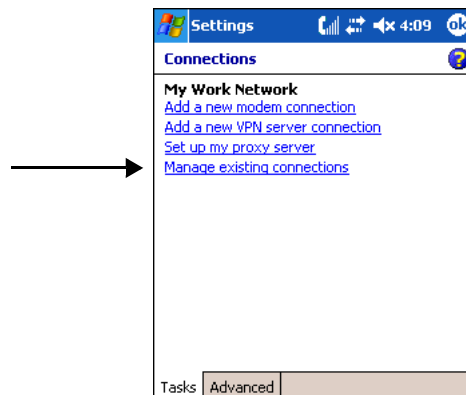 Settings 4:09 ok
Connections ?
My Work Network
Add a new modem connection
Add a new VPN server connection
Set up my proxy server
Manage existing connections
Tasks Advanced